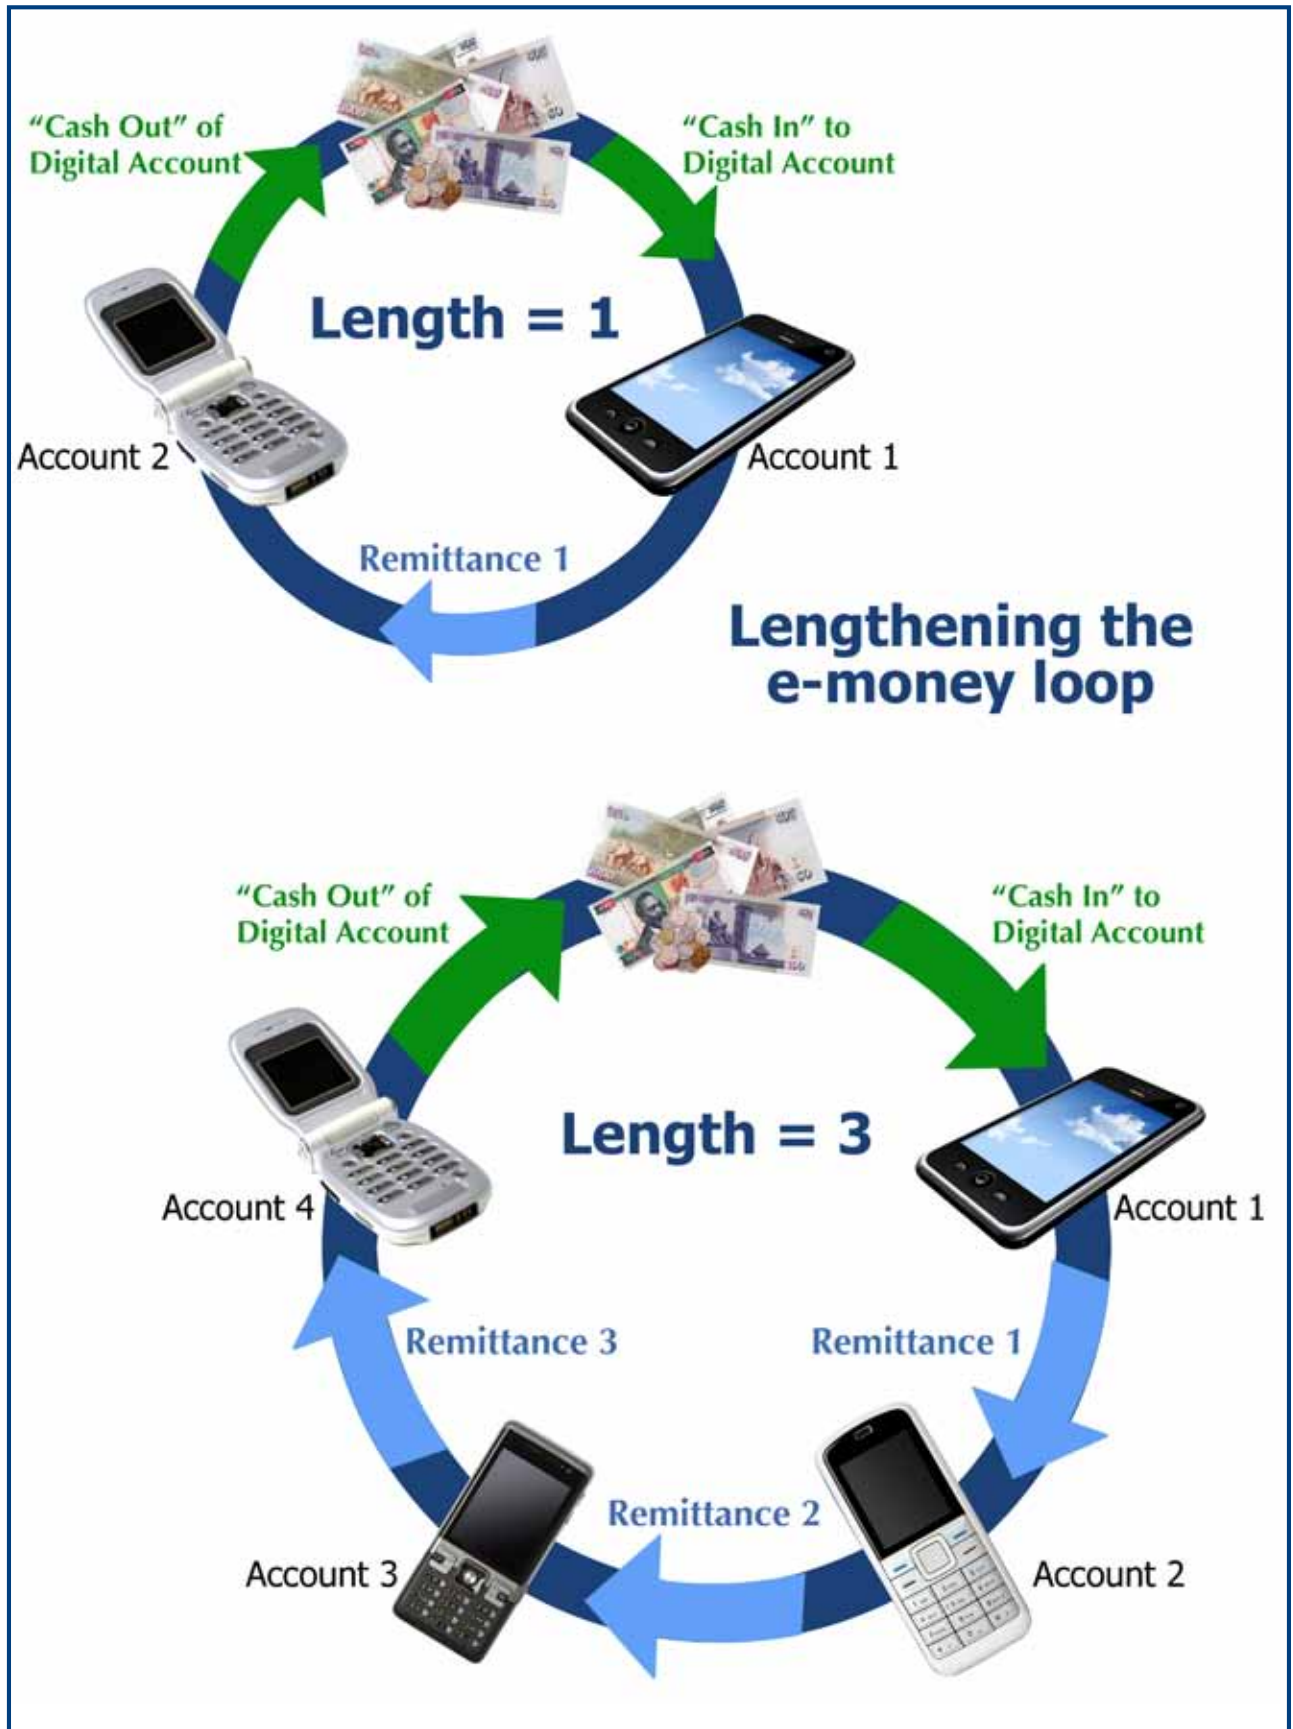 “Cash Out” of
Digital Account
“Cash In” to
Digital Account
Length = 1
Account 2
Account 1
Remittance 1
Lengthening the
e-money loop
“Cash Out” of
Digital Account
“Cash In” to
Digital Account
Length = 3
Account 4
Account 1
Remittance 3
Remittance 1
Remittance 2
Account 3
Account 2